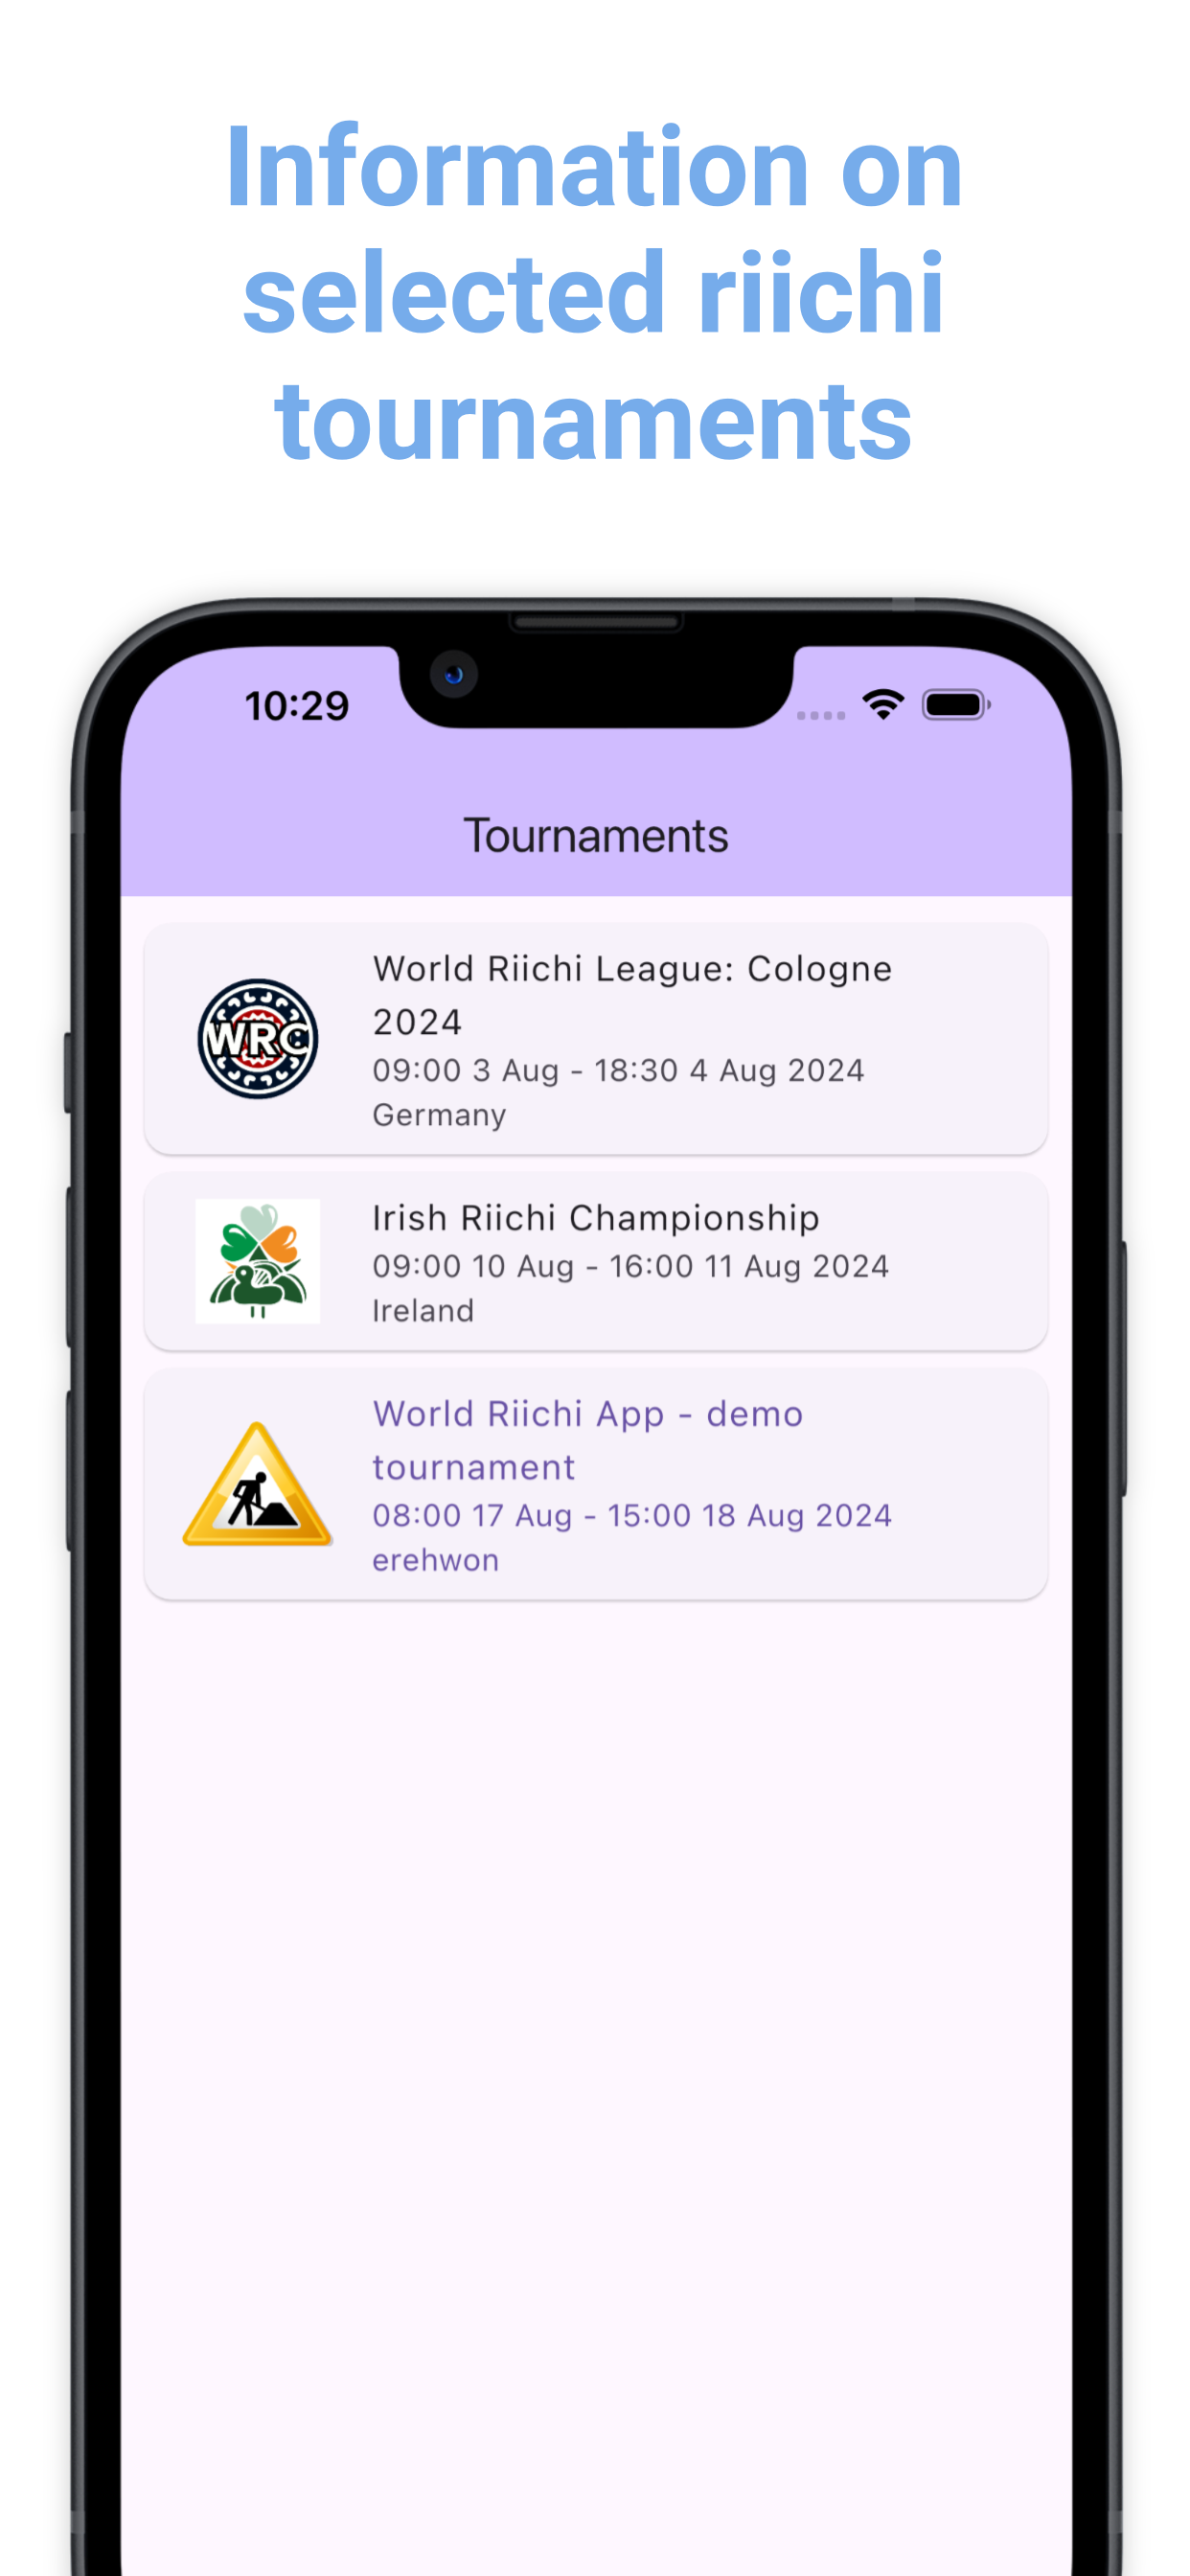 Information on
selected riichi
tournaments
10:29
Tournaments
WRC
World Riichi League: Cologne
2024
09:00 3 Aug - 18:30 4 Aug 2024
Germany
Irish Riichi Championship
09:00 10 Aug - 16:00 11 Aug 2024
Ireland
World Riichi App - demo
tournament
08:00 17 Aug - 15:00 18 Aug 2024
erehwon